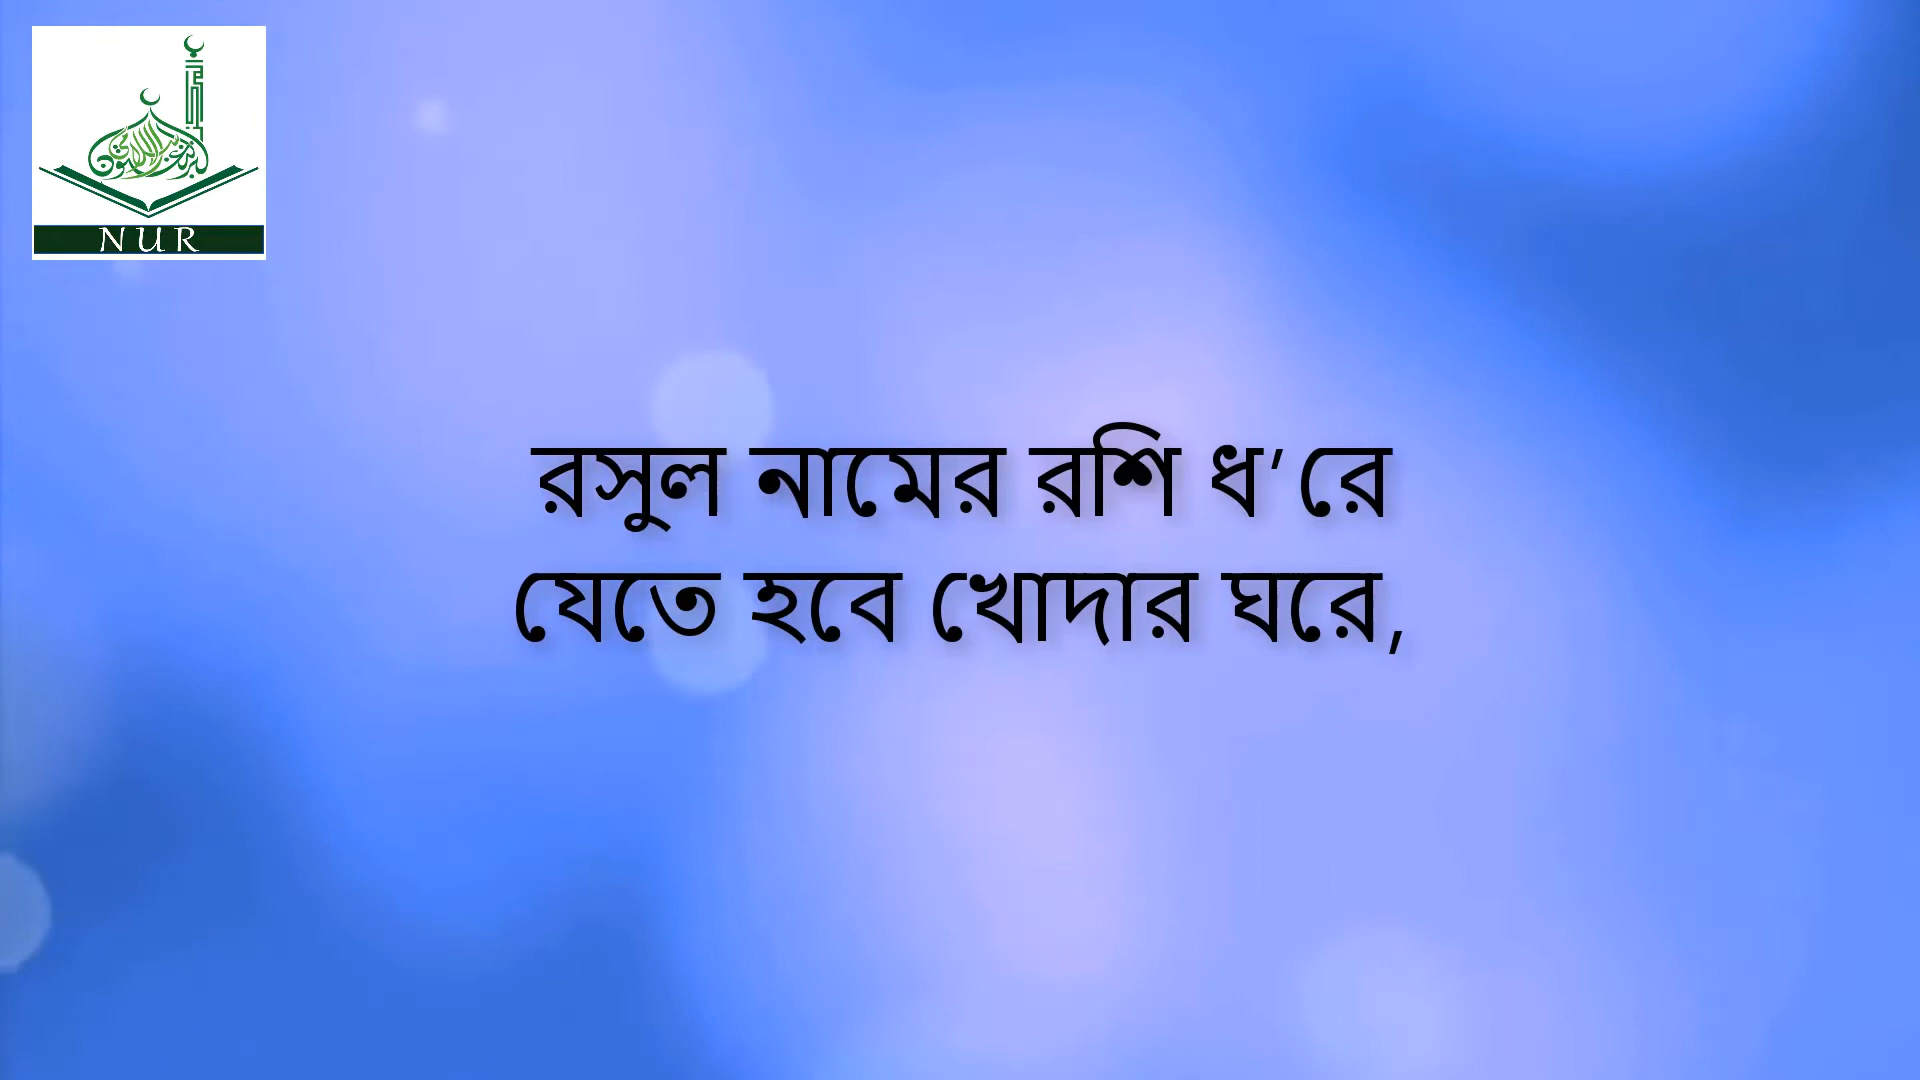 NUR
রসুল নামের রশি ধ’রে
যেতে হবে খোদার ঘরে,